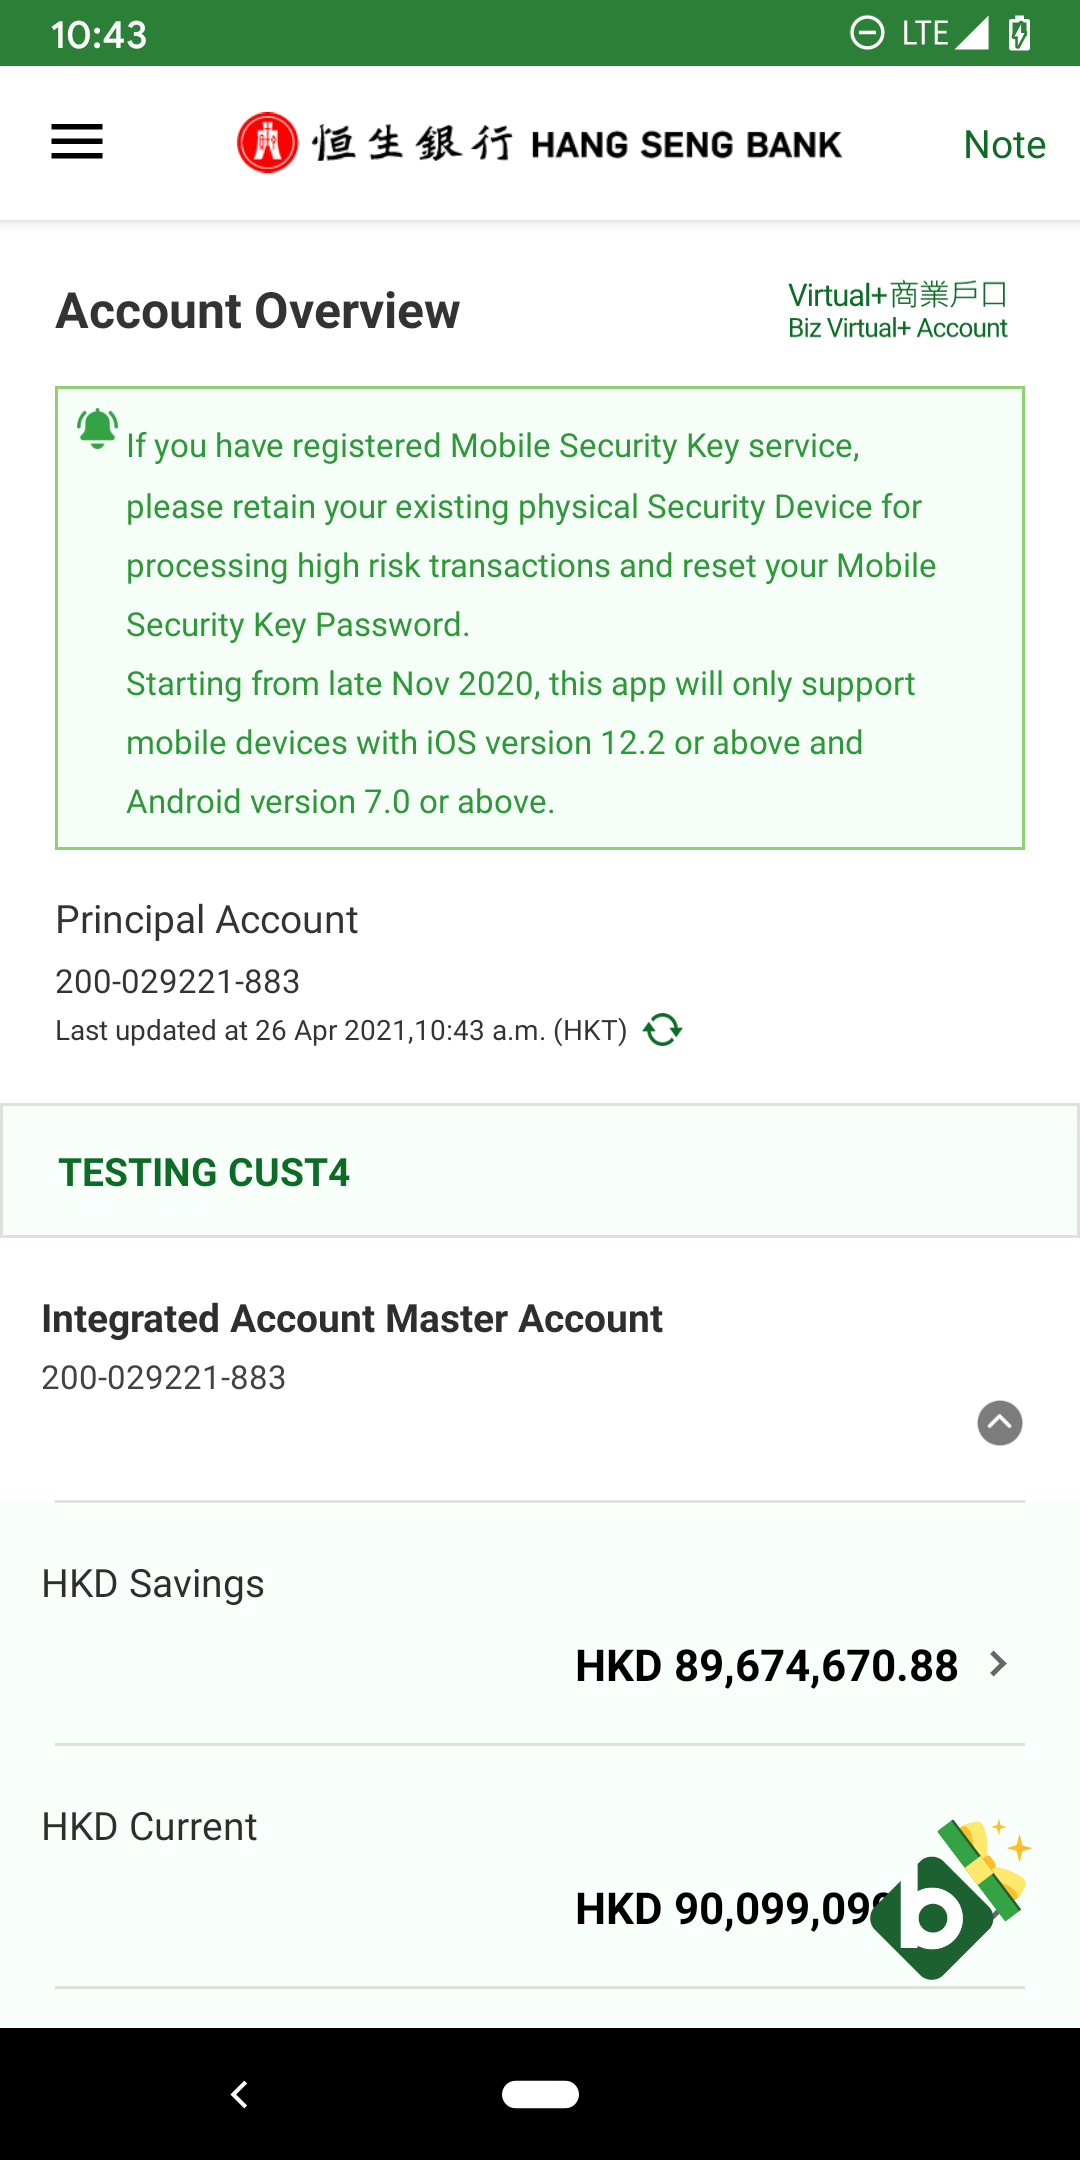 10:43
LTE
恒生銀行 HANG SENG BANK
Note
Account Overview
Virtual+商業戶口
Biz Virtual+ Account
If you have registered Mobile Security Key service,
please retain your existing physical Security Device for
processing high risk transactions and reset your Mobile
Security Key Password.
Starting from late Nov 2020, this app will only support
mobile devices with iOS version 12.2 or above and
Android version 7.0 or above.
Principal Account
200-029221-883
Last updated at 26 Apr 2021,10:43 a.m. (HKT)
TESTING CUST4
Integrated Account Master Account
200-029221-883
HKD Savings
HKD 89,674,670.88
HKD Current
HKD 90,099,09
b